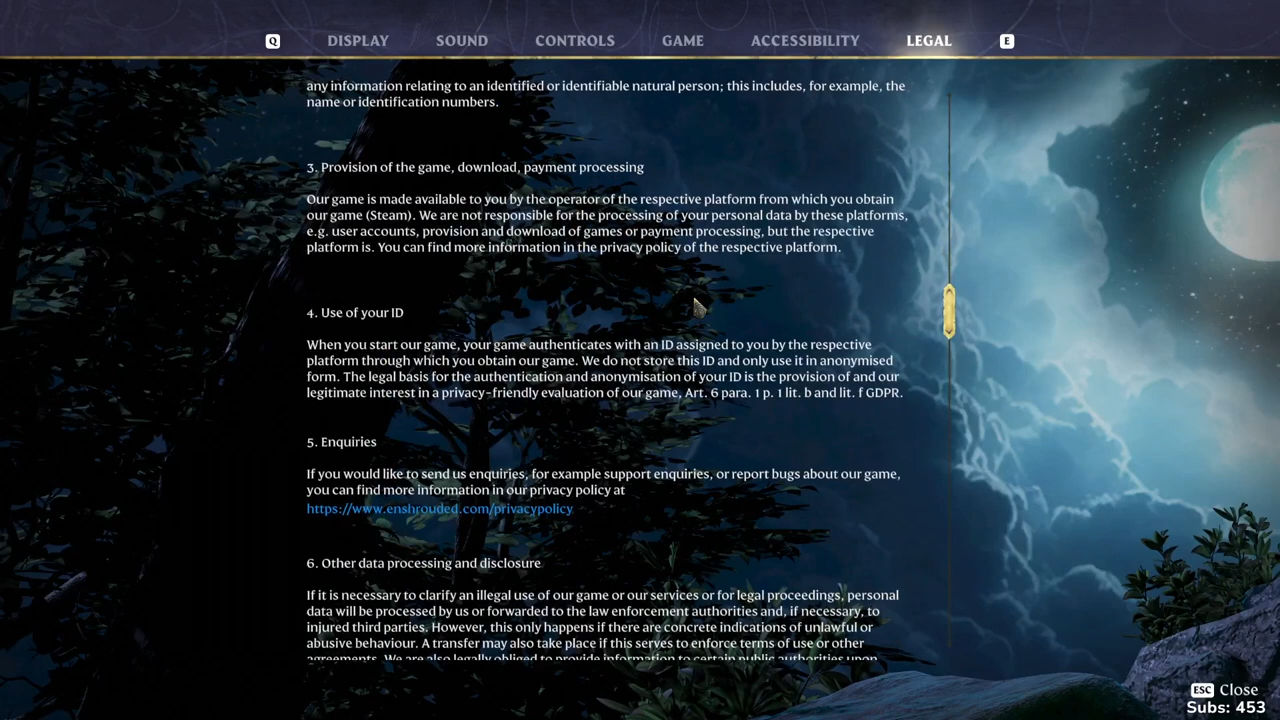 Q DISPLAY SOUND CONTROLS GAME ACCESSIBILITY LEGAL E
any information relating to an identified or identifiable natural person; this includes, for example, the
name or identification numbers.
3. Provision of the game, download, payment processing
Our game is made available to you by the operator of the respective platform from which you obtain
our game (Steam). We are not responsible for the processing of your personal data by these platforms,
e.g. user accounts, provision and download of games or payment processing, but the respective
platform is. You can find more information in the privacy policy of the respective platform.
4. Use of your ID
When you start our game, your game authenticates with an ID assigned to you by the respective
platform through which you obtain our game. We do not store this ID and only use it in anonymised
form. The legal basis for the authentication and anonymisation of your ID is the provision of and our
legitimate interest in a privacy-friendly evaluation of our game, Art. 6 para. 1 p. 1 lit. b and lit. f GDPR.
5. Enquiries
If you would like to send us enquiries, for example support enquiries, or report bugs about our game,
you can find more information in our privacy policy at
https://www.enshrouded.com/privacypolicy
6. Other data processing and disclosure
If it is necessary to clarify an illegal use of our game or our services or for legal proceedings, personal
data will be processed by us or forwarded to the law enforcement authorities and, if necessary, to
injured third parties. However, this only happens if there are concrete indications of unlawful or
abusive behaviour. A transfer may also take place if this serves to enforce terms of use or other
agreements. We are also legally obliged to provide information to certain public authorities upon
ESC Close
Subs: 453